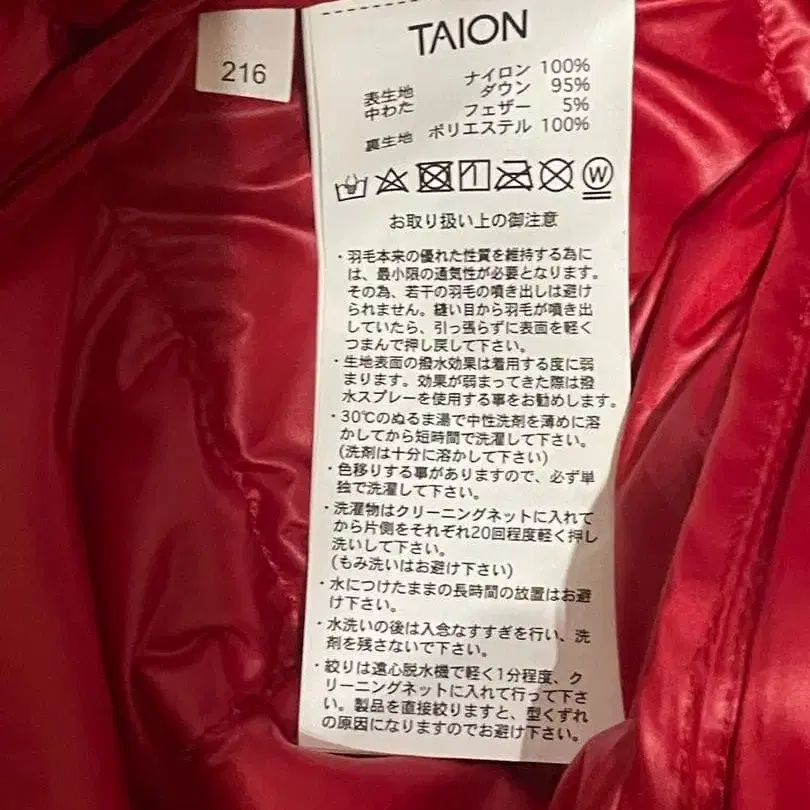 216
TAION
表生地 ナイロン 100%
中わた ダウン 95%
フェザー 5%
裏生地 ポリエステル 100%
W
お取り扱い上の御注意
・羽毛本来の優れた性質を維持する為に
は、最小限の通気性が必要となります。
その為、若干の羽毛の噴き出しは避け
られません。縫い目から羽毛が噴き出
していたら、引っ張らずに表面を軽く
つまんで押し戻して下さい。
・生地表面の撥水効果は着用する度に弱
まります。効果が弱まってきた際は撥
水スプレーを使用する事をお勧めします。
・30℃のぬるま湯で中性洗剤を薄めに溶
かしてから短時間で洗濯して下さい。
(洗剤は十分に溶かして下さい)
・色移りする事がありますので、必ず単
独で洗濯して下さい。
・洗濯物はクリーニングネットに入れて
から片側をそれぞれ20回程度軽く押し
洗いして下さい。
(もみ洗いはお避け下さい)
・水につけたままの長時間の放置はお避
け下さい。
・水洗いの後は入念なすすぎを行い、洗
剤を残さないで下さい。
・絞りは遠心脱水機で軽く1分程度、ク
リーニングネットに入れて行って下さ
い。製品を直接絞りますと、型くずれ
の原因になりますのでお避け下さい。